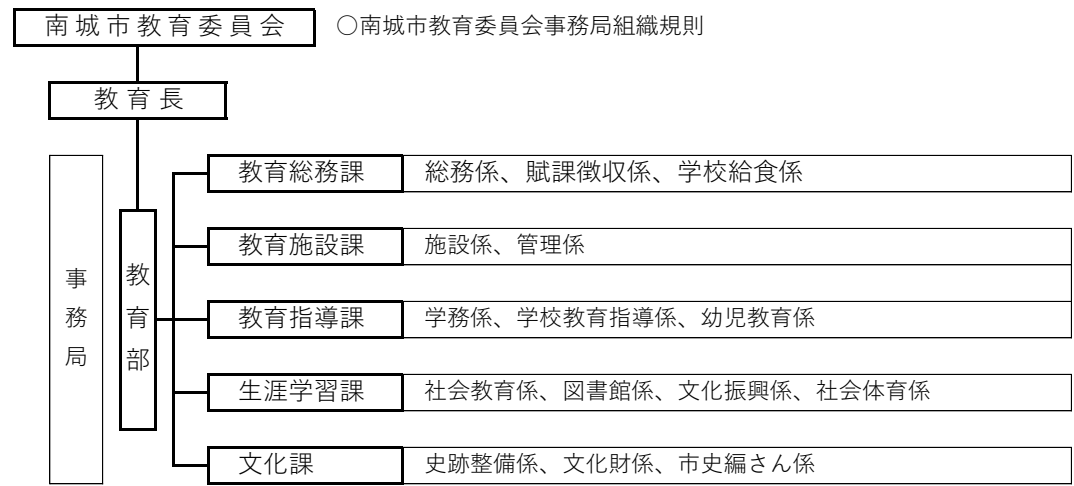 南城市教育委員会 ○南城市教育委員会事務局組織規則
教育長
事務局
教育部
教育総務課 総務係、賦課徴収係、学校給食係
教育施設課 施設係、管理係
教育指導課 学務係、学校教育指導係、幼児教育係
生涯学習課 社会教育係、図書館係、文化振興係、社会体育係
文化課 史跡整備係、文化財係、市史編さん係